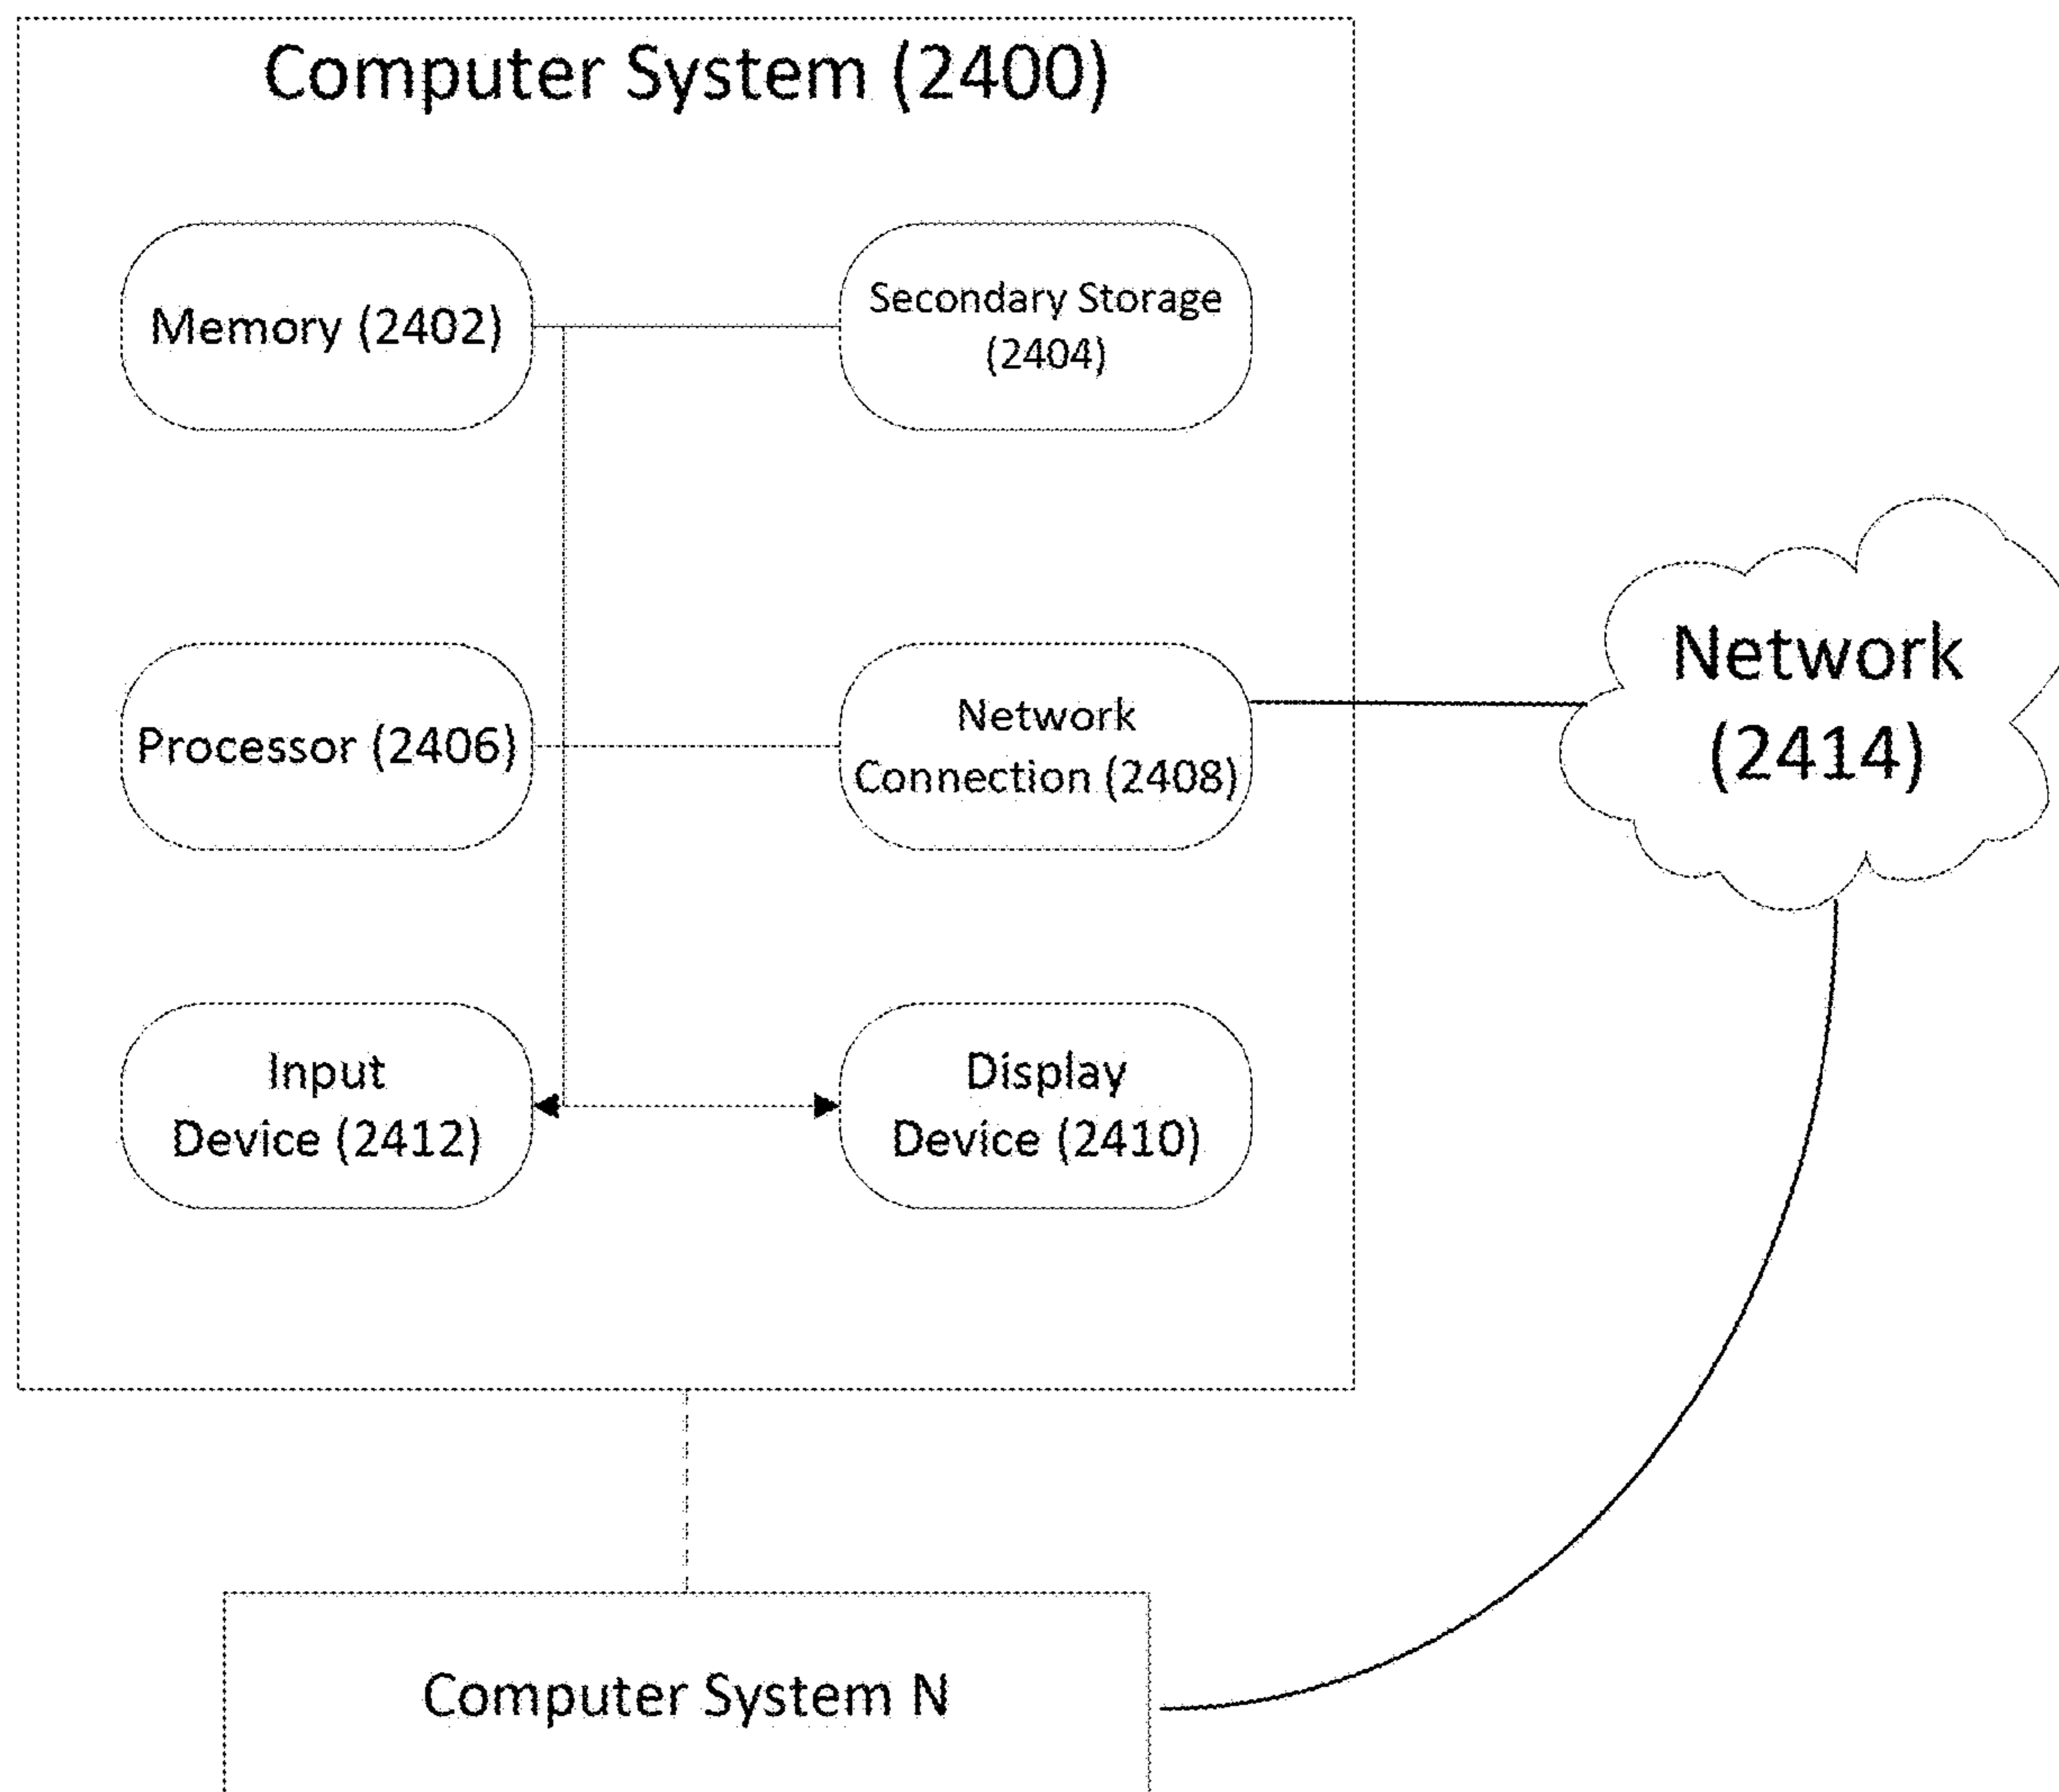 Computer System (2400)
Memory (2402)
Secondary Storage
(2404)
Processor (2406)
Network
Connection (2408)
Network
(2414)
Input
Device (2412)
Display
Device (2410)
Computer System N